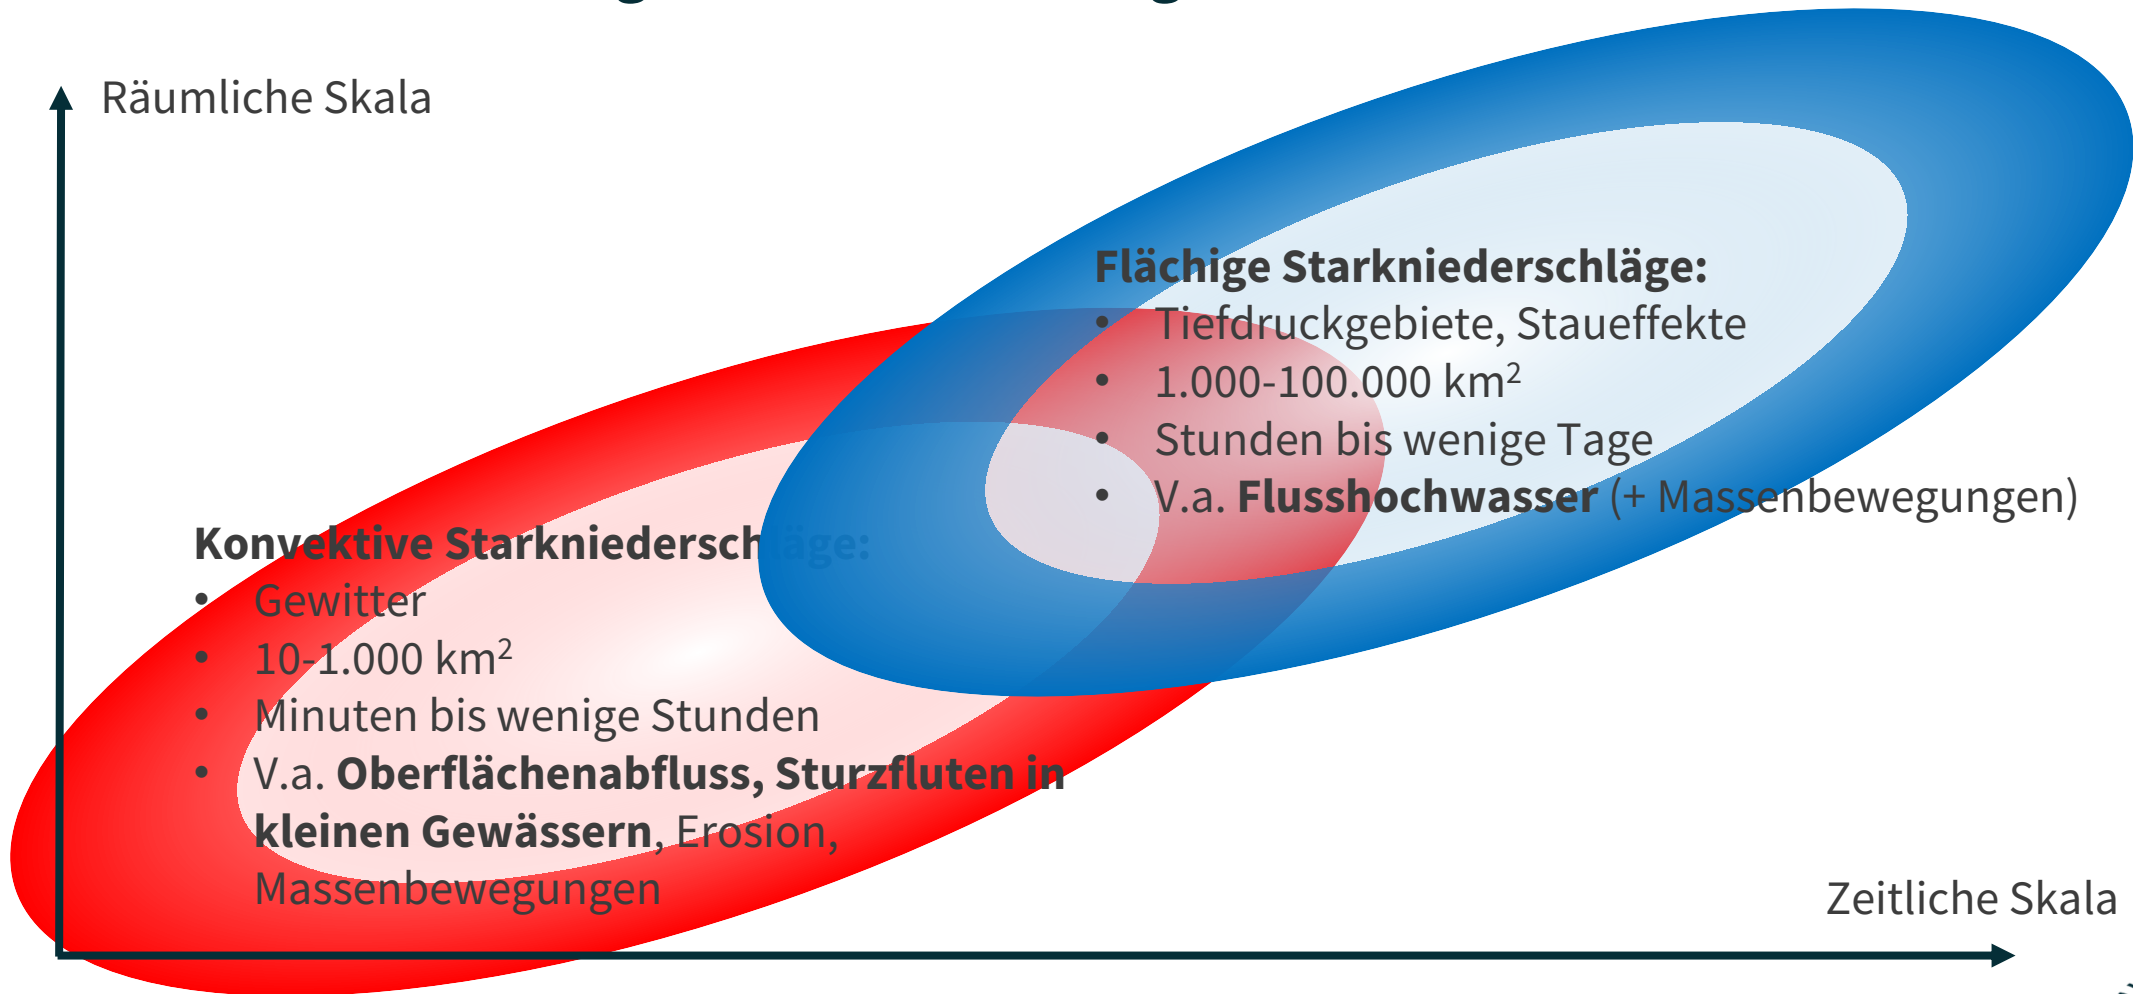 Räumliche Skala
Flächige Starkniederschläge:
• Tiefdruckgebiete, Staueffekte
• 1.000-100.000 km²
• Stunden bis wenige Tage
• V.a. Flusshochwasser (+ Massenbewegungen)
Konvektive Starkniederschläge:
• Gewitter
• 10-1.000 km²
• Minuten bis wenige Stunden
• V.a. Oberflächenabfluss, Sturzfluten in
kleinen Gewässern, Erosion,
Massenbewegungen
Zeitliche Skala